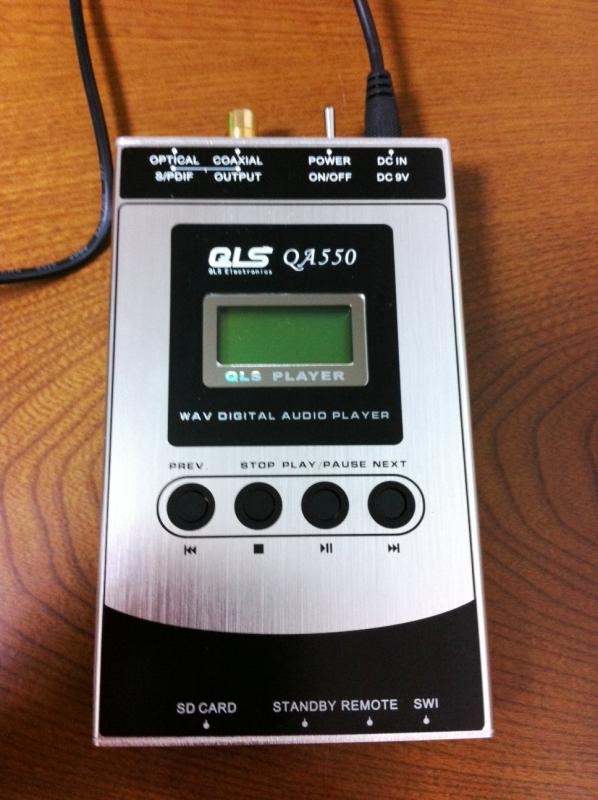 OPTICAL COAXIAL POWER DC IN
S/PDIF OUTPUT ON/OFF DC 9V
QLS QA550
QLS Electronics
QLS PLAYER
WAV DIGITAL AUDIO PLAYER
PREV. STOP PLAY/PAUSE NEXT
SD CARD STANDBY REMOTE SWI